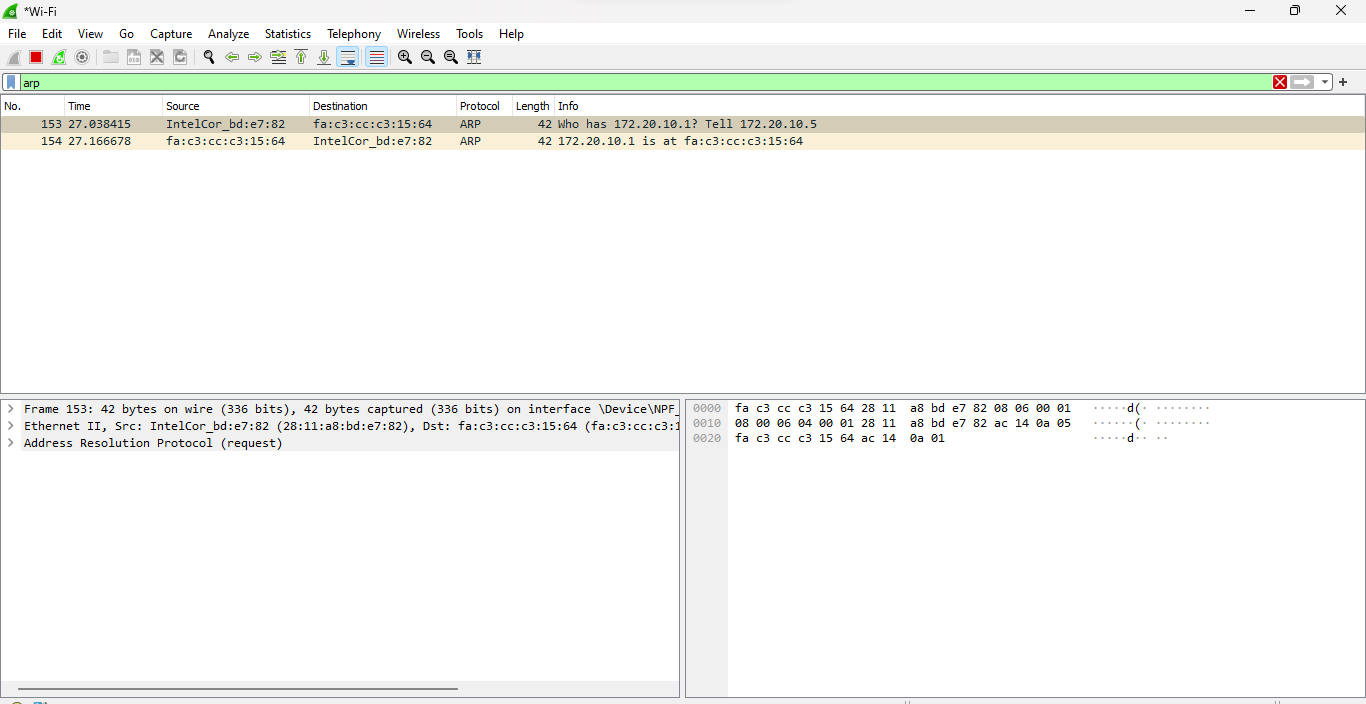 *Wi-Fi
File Edit View Go Capture Analyze Statistics Telephony Wireless Tools Help
arp
No. Time Source Destination Protocol Length Info
153 27.038415 IntelCor_bd:e7:82 fa:c3:cc:c3:15:64 ARP 42 Who has 172.20.10.1? Tell 172.20.10.5
154 27.166678 fa:c3:cc:c3:15:64 IntelCor_bd:e7:82 ARP 42 172.20.10.1 is at fa:c3:cc:c3:15:64
Frame 153: 42 bytes on wire (336 bits), 42 bytes captured (336 bits) on interface \Device\NPF_
Ethernet II, Src: IntelCor_bd:e7:82 (28:11:a8:bd:e7:82), Dst: fa:c3:cc:c3:15:64 (fa:c3:cc:c3:1
Address Resolution Protocol (request)
0000 fa c3 cc c3 15 64 28 11 a8 bd e7 82 08 06 00 01 ·····d(· ········
0010 08 00 06 04 00 01 28 11 a8 bd e7 82 ac 14 0a 05 ······(· ········
0020 fa c3 cc c3 15 64 ac 14 0a 01 ·····d·· ··